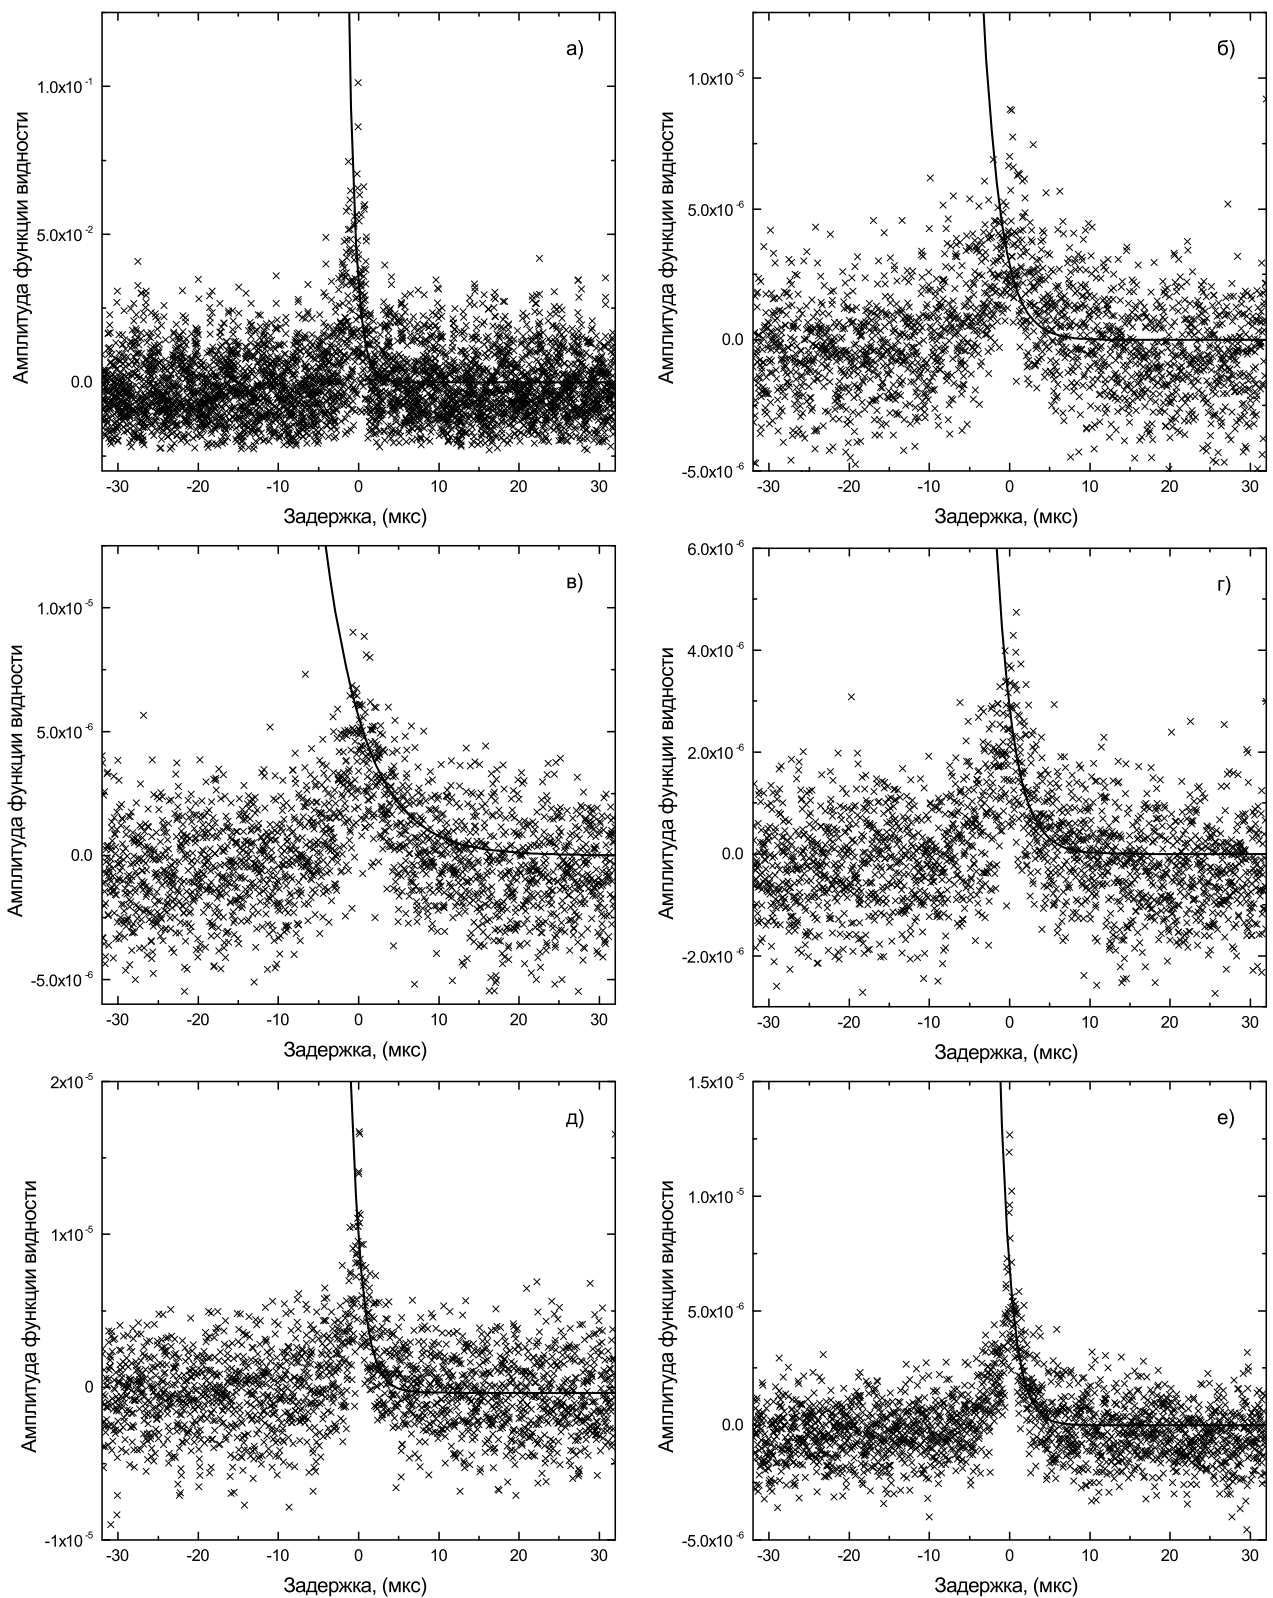 а)
Амплитуда функции видности
1.0x10⁻¹
5.0x10⁻²
0.0
-30 -20 -10 0 10 20 30
Задержка, (мкс)
б)
Амплитуда функции видности
1.0x10⁻⁵
5.0x10⁻⁶
0.0
-5.0x10⁻⁶
-30 -20 -10 0 10 20 30
Задержка, (мкс)
в)
Амплитуда функции видности
1.0x10⁻⁵
5.0x10⁻⁶
0.0
-5.0x10⁻⁶
-30 -20 -10 0 10 20 30
Задержка, (мкс)
г)
Амплитуда функции видности
6.0x10⁻⁶
4.0x10⁻⁶
2.0x10⁻⁶
0.0
-2.0x10⁻⁶
-30 -20 -10 0 10 20 30
Задержка, (мкс)
д)
Амплитуда функции видности
2x10⁻⁵
1x10⁻⁵
0
-1x10⁻⁵
-30 -20 -10 0 10 20 30
Задержка, (мкс)
е)
Амплитуда функции видности
1.5x10⁻⁵
1.0x10⁻⁵
5.0x10⁻⁶
0.0
-5.0x10⁻⁶
-30 -20 -10 0 10 20 30
Задержка, (мкс)